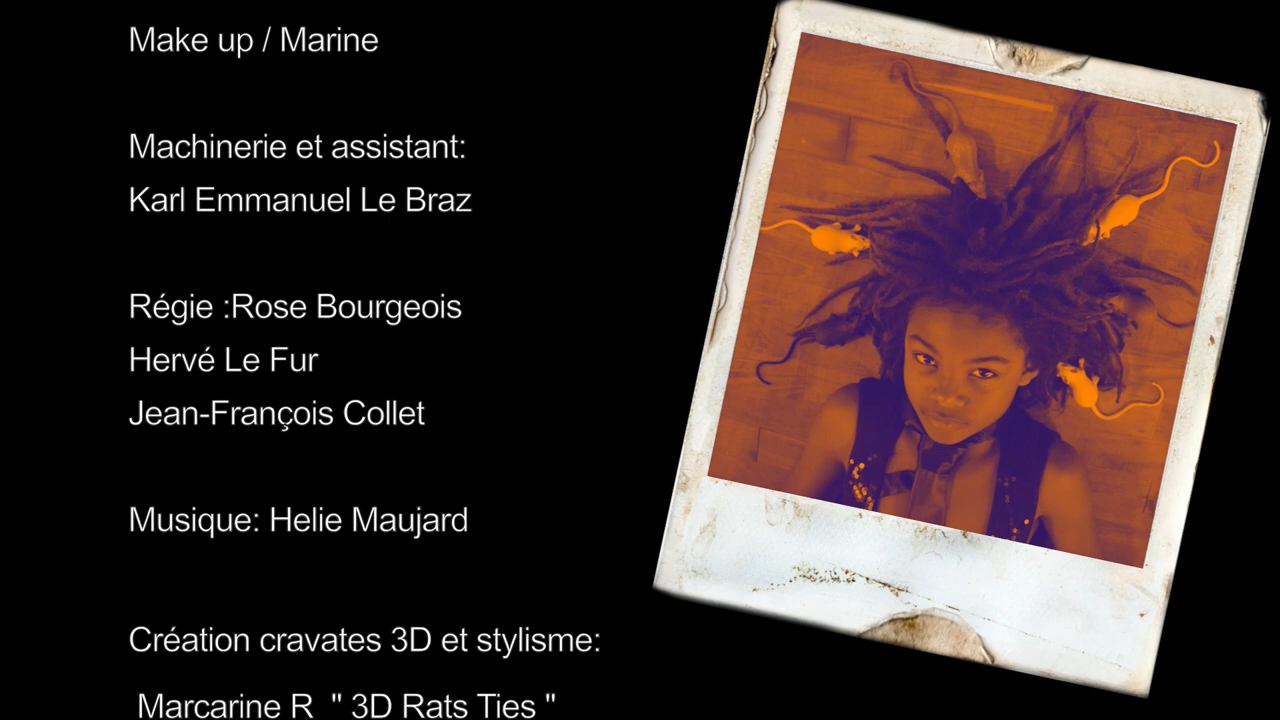 Make up / Marine
Machinerie et assistant:
Karl Emmanuel Le Braz
Régie :Rose Bourgeois
Hervé Le Fur
Jean-François Collet
Musique: Helie Maujard
Création cravates 3D et stylisme:
Marcarine R " 3D Rats Ties "